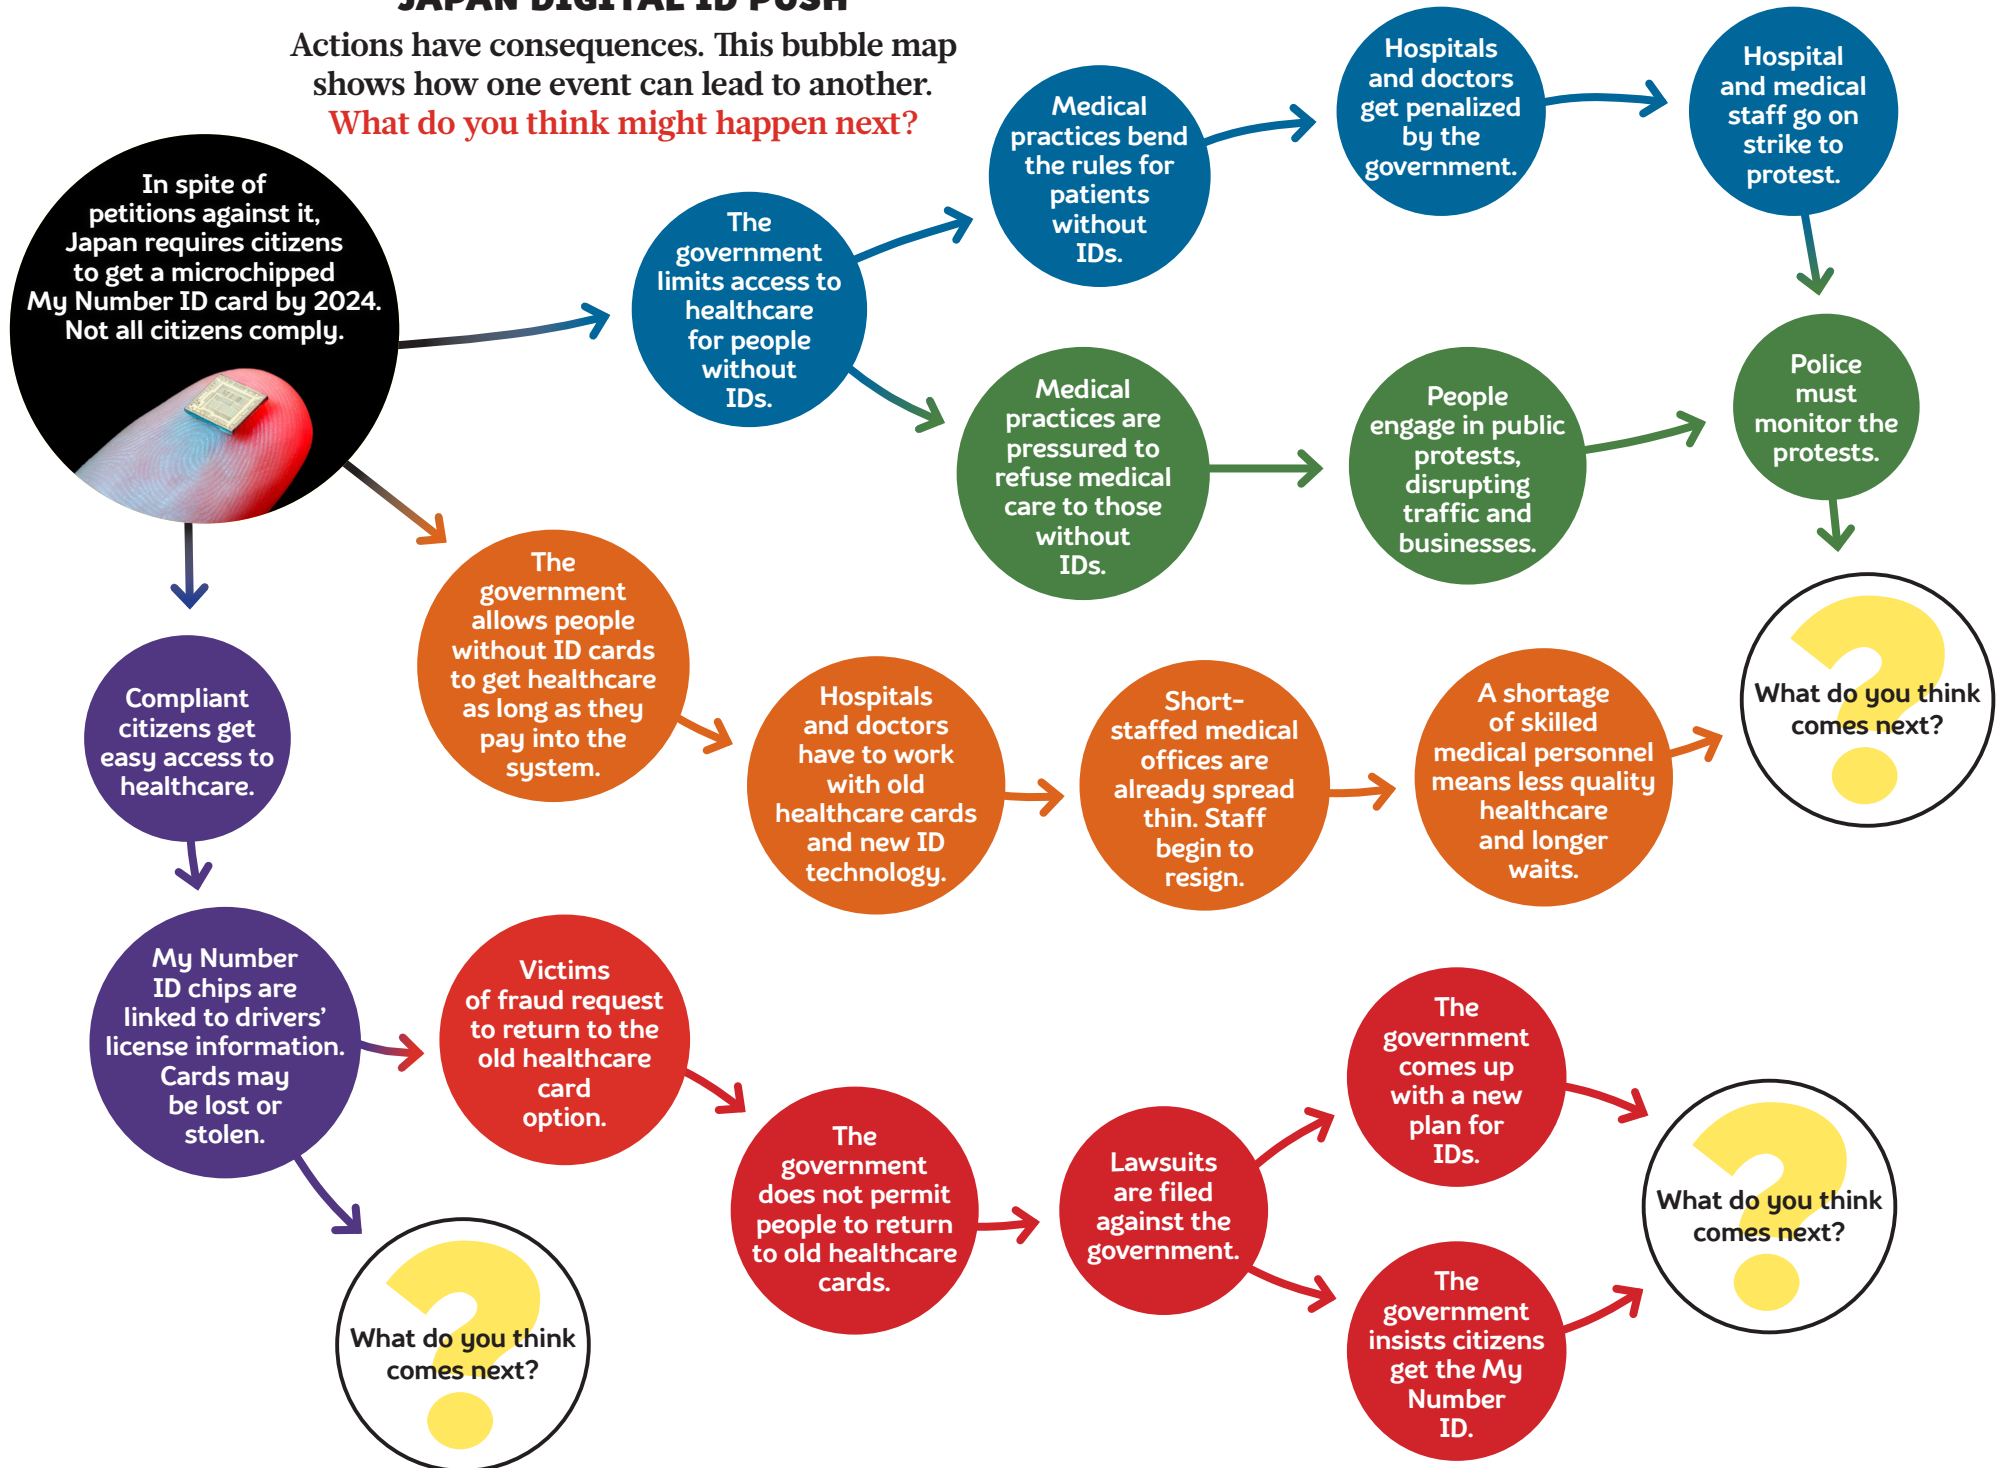 JAPAN DIGITAL ID PUSH
Actions have consequences. This bubble map
shows how one event can lead to another.
What do you think might happen next?
In spite of
petitions against it,
Japan requires citizens
to get a microchipped
My Number ID card by 2024.
Not all citizens comply.
The
government
limits access to
healthcare
for people
without
IDs.
Medical
practices bend
the rules for
patients
without
IDs.
Hospitals
and doctors
get penalized
by the
government.
Hospital
and medical
staff go on
strike to
protest.
Medical
practices are
pressured to
refuse medical
care to those
without
IDs.
People
engage in public
protests,
disrupting
traffic and
businesses.
Police
must
monitor the
protests.
The
government
allows people
without ID cards
to get healthcare
as long as they
pay into the
system.
Hospitals
and doctors
have to work
with old
healthcare cards
and new ID
technology.
Short-
staffed medical
offices are
already spread
thin. Staff
begin to
resign.
A shortage
of skilled
medical personnel
means less quality
healthcare
and longer
waits.
What do you think
comes next?
Compliant
citizens get
easy access to
healthcare.
My Number
ID chips are
linked to drivers’
license information.
Cards may
be lost or
stolen.
Victims
of fraud request
to return to the
old healthcare
card
option.
The
government
does not permit
people to return
to old healthcare
cards.
Lawsuits
are filed
against the
government.
The
government
comes up
with a new
plan for
IDs.
The
government
insists citizens
get the My
Number
ID.
What do you think
comes next?
What do you think
comes next?